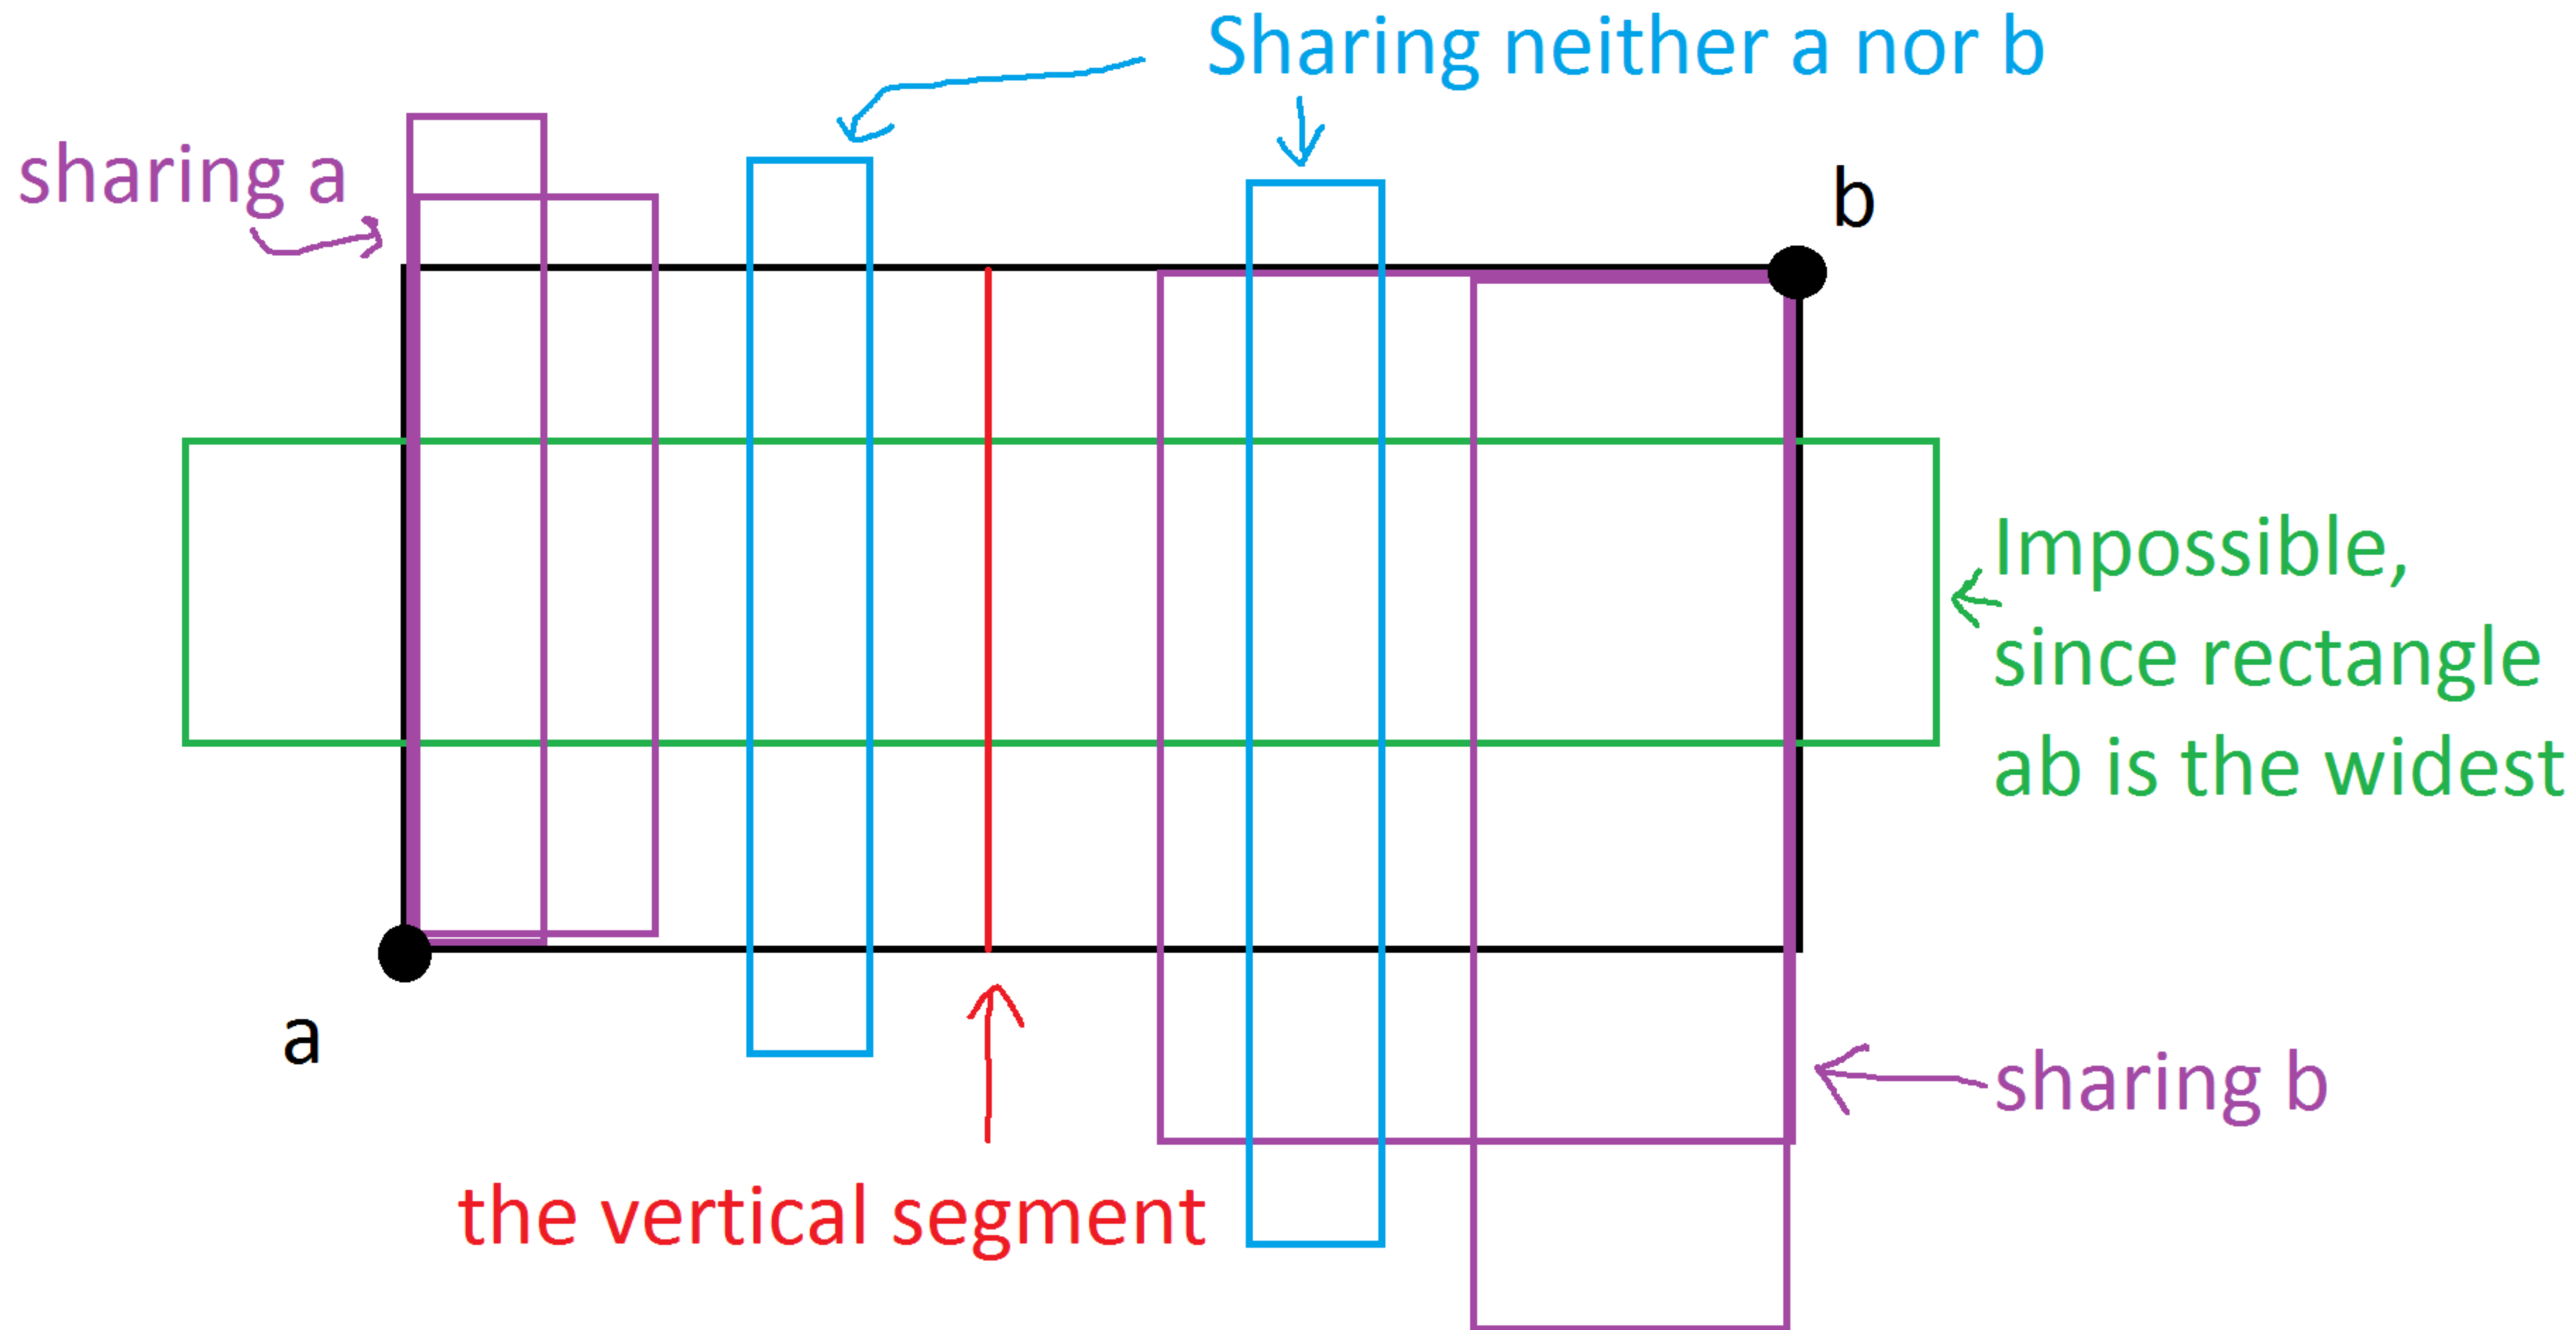 Sharing neither a nor b
sharing a
b
Impossible,
since rectangle
ab is the widest
a
sharing b
the vertical segment